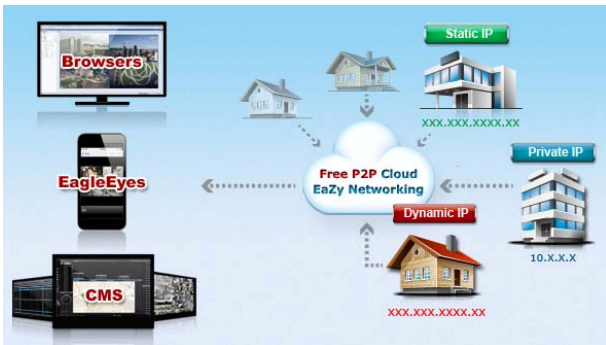 Browsers
EagleEyes
CMS
Free P2P Cloud
EaZy Networking
Static IP
XXX.XXX.XXXX.XX
Private IP
10.X.X.X
Dynamic IP
XXX.XXX.XXXX.XX